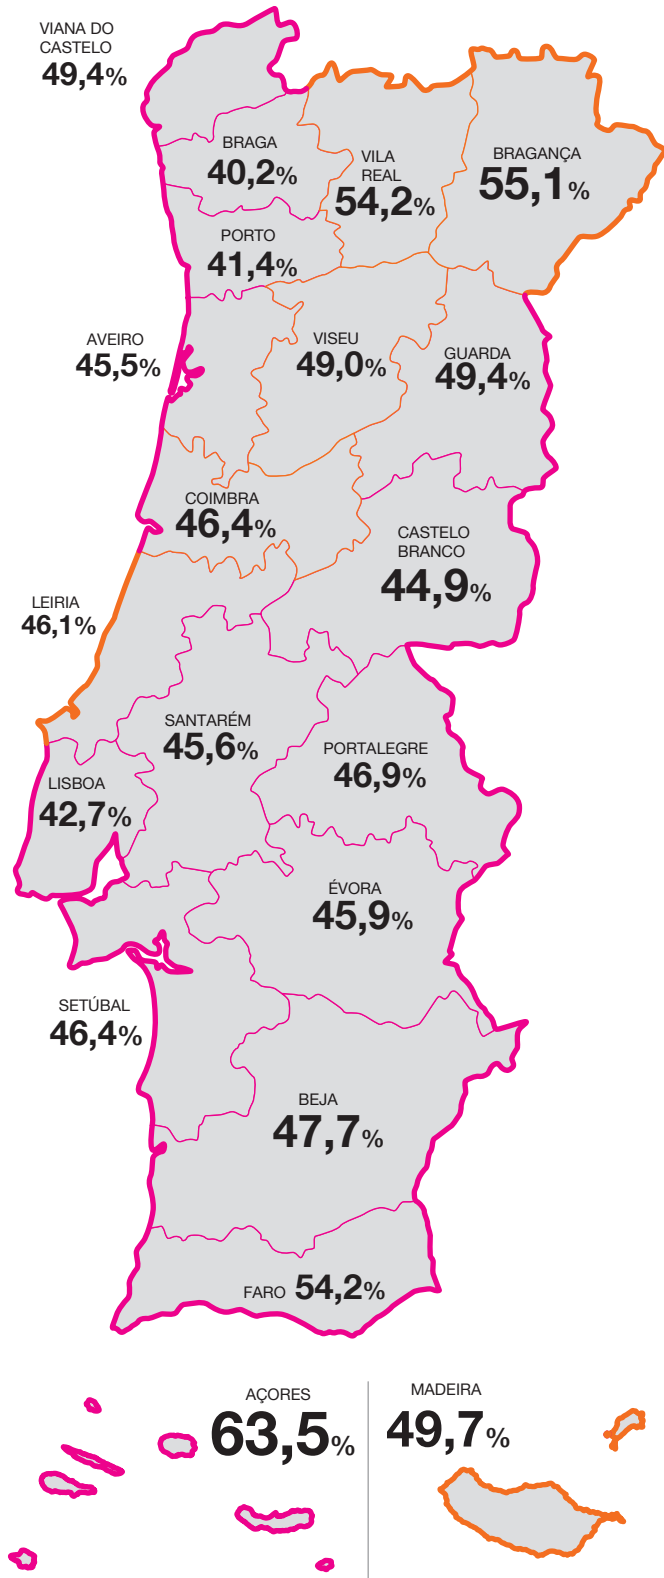 VIANA DO
CASTELO
49,4%
BRAGA
40,2%
VILA
REAL
54,2%
BRAGANÇA
55,1%
PORTO
41,4%
AVEIRO
45,5%
VISEU
49,0%
GUARDA
49,4%
COIMBRA
46,4%
CASTELO
BRANCO
44,9%
LEIRIA
46,1%
SANTARÉM
45,6%
PORTALEGRE
46,9%
LISBOA
42,7%
ÉVORA
45,9%
SETÚBAL
46,4%
BEJA
47,7%
FARO 54,2%
AÇORES
63,5%
MADEIRA
49,7%